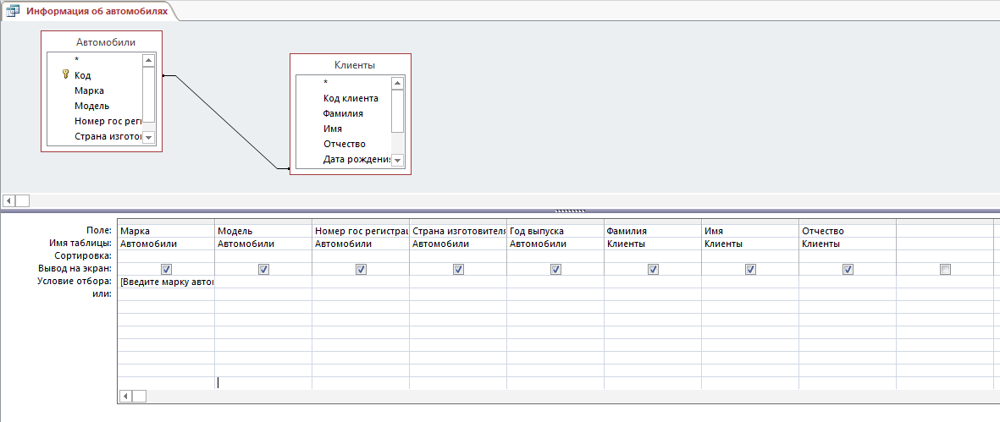 Информация об автомобилях
Автомобили
*
Код
Марка
Модель
Номер гос реги
Страна изгото
Клиенты
*
Код клиента
Фамилия
Имя
Отчество
Дата рождения
Поле: Марка Модель Номер гос регистрац Страна изготовителя Год выпуска Фамилия Имя Отчество
Имя таблицы: Автомобили Автомобили Автомобили Автомобили Автомобили Клиенты Клиенты Клиенты
Сортировка:
Вывод на экран:
Условие отбора: [Введите марку авто
или: